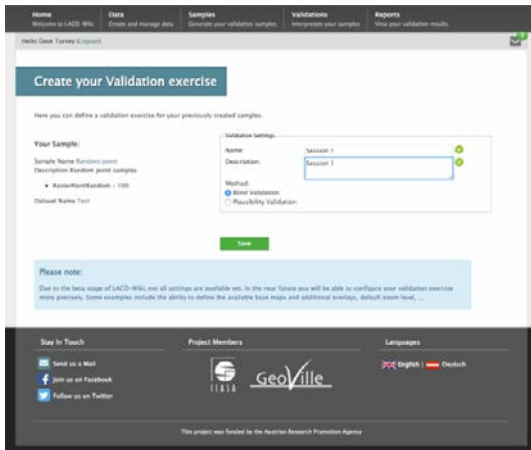 Home Data Samples Validations Reports
Welcome to LACO-Wiki Create and manage data Generate your validation samples Interpretate your samples View your validation results
Hello Dave Turvey (Logout)
Create your Validation exercise
Here you can define a validation exercise for your previously created samples.
Your Sample:
Sample Name Random point
Description Random point samples
RasterPointRandom - 100
Dataset Name Test
Validation Settings
Name: Session 1
Description: Session 1
Method:
Blind Validation
Plausibility Validation
Save
Please note:
Due to the beta stage of LACO-Wiki, not all settings are available yet. In the near future you will be able to configure your validation exercise
more precisely. Some examples include the ability to define the available base maps and additional overlays, default zoom level, ...
Stay In Touch Project Members Languages
Send us a Mail
Join us on Facebook
Follow us on Twitter
IIASA GeoVille
English | Deutsch
This project was funded by the Austrian Research Promotion Agency